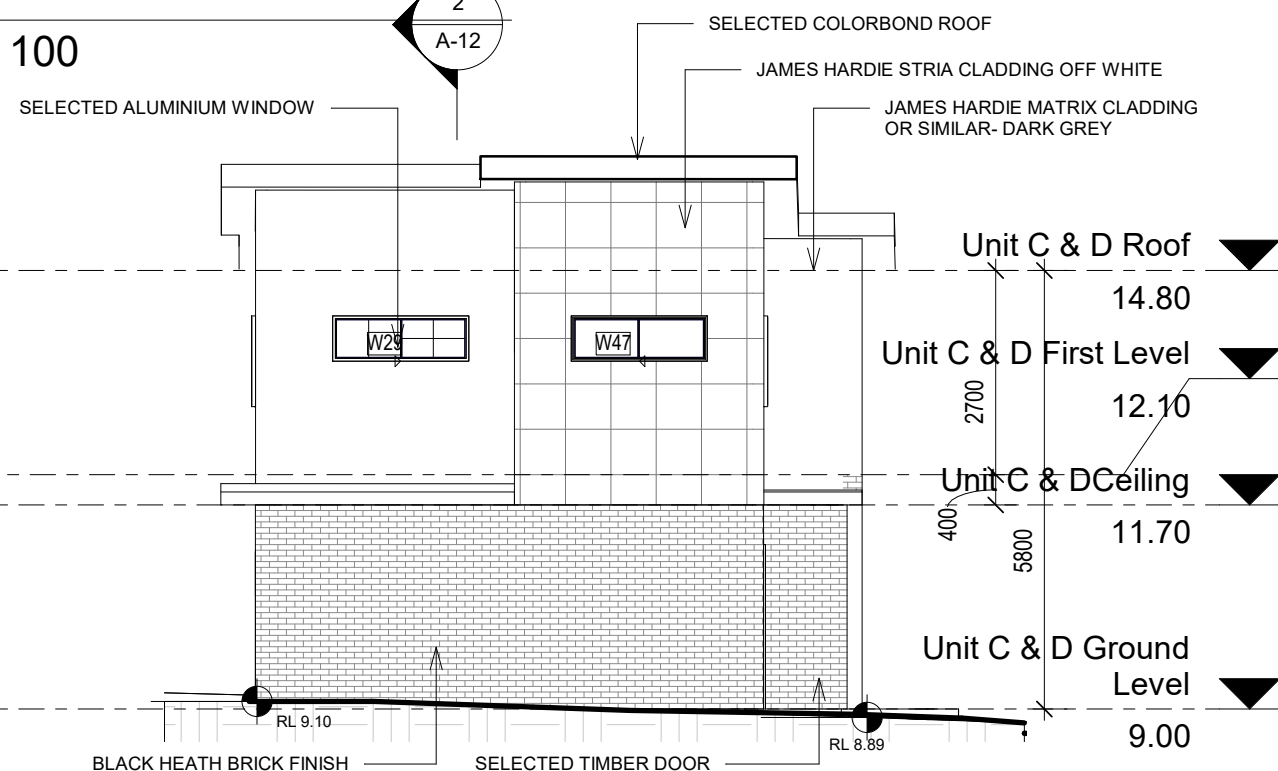 2
A-12
100
SELECTED COLORBOND ROOF
JAMES HARDIE STRIA CLADDING OFF WHITE
SELECTED ALUMINIUM WINDOW
JAMES HARDIE MATRIX CLADDING
OR SIMILAR- DARK GREY
Unit C & D Roof
14.80
W29
W47
Unit C & D First Level
12.10
2700
Unit C & DCeiling
11.70
400
5800
Unit C & D Ground
Level
9.00
RL 9.10
RL 8.89
BLACK HEATH BRICK FINISH
SELECTED TIMBER DOOR